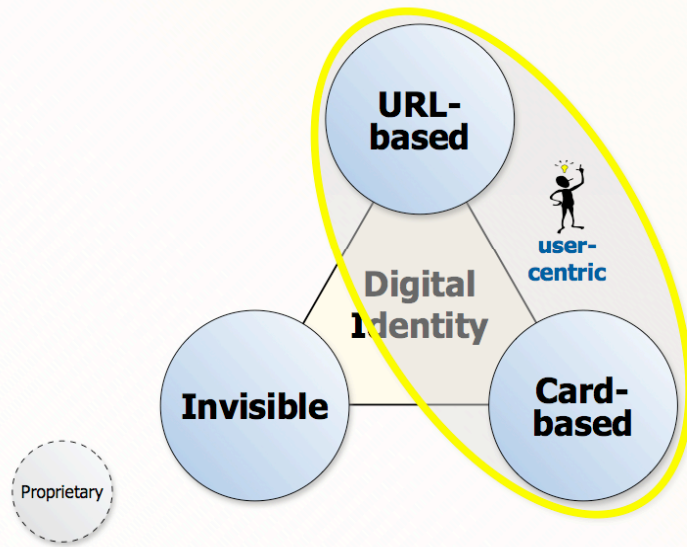 URL-
based
user-
centric
Digital
Identity
Invisible
Card-
based
Proprietary